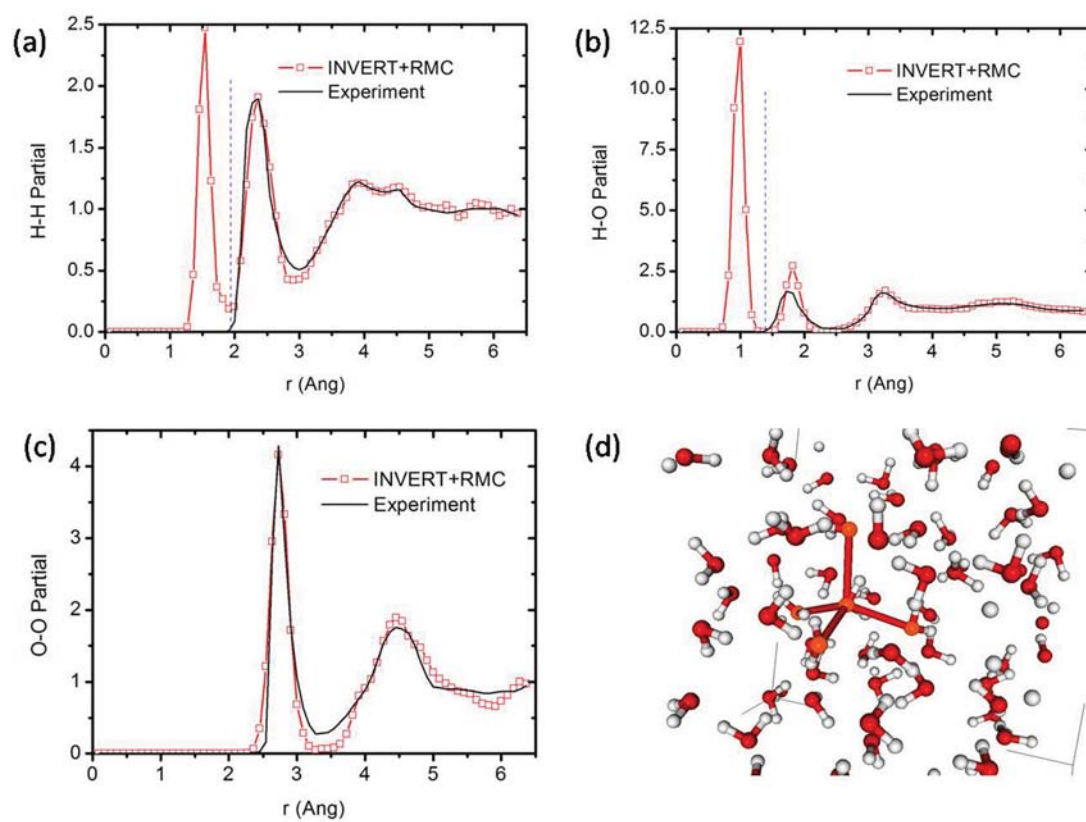 (a)
2.5
2.0
1.5
1.0
0.5
0.0
H-H Partial
INVERT+RMC
Experiment
0 1 2 3 4 5 6
r (Ang)
(b)
12.5
10.0
7.5
5.0
2.5
0.0
H-O Partial
INVERT+RMC
Experiment
0 1 2 3 4 5 6
r (Ang)
(c)
4
3
2
1
0
O-O Partial
INVERT+RMC
Experiment
0 1 2 3 4 5 6
r (Ang)
(d)